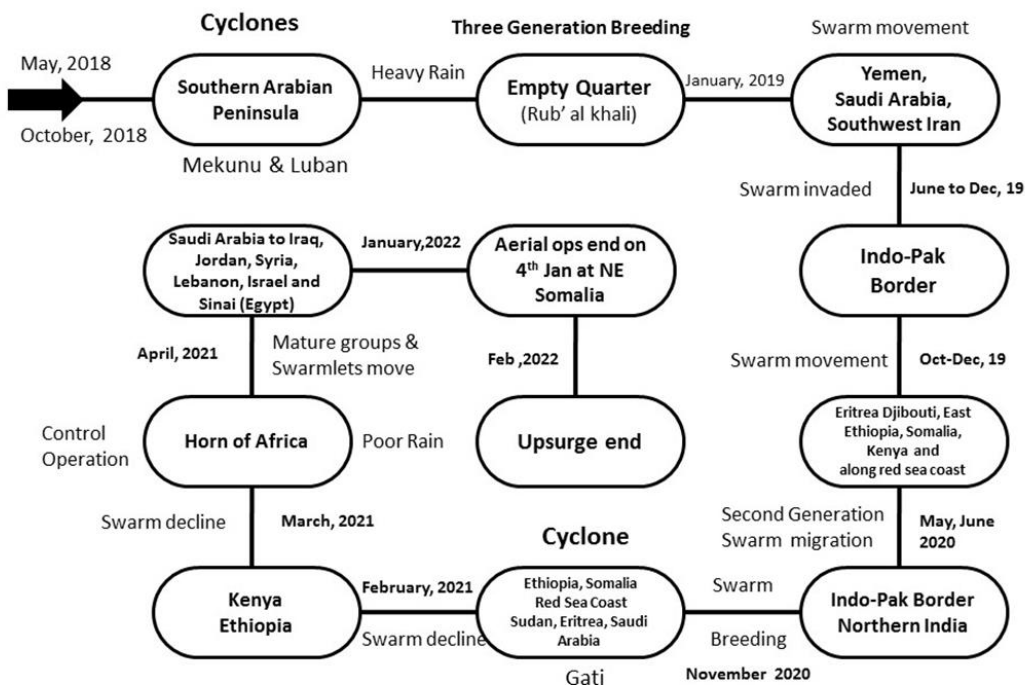 Cyclones
May, 2018
October, 2018
Southern Arabian
Peninsula
Mekunu & Luban
Heavy Rain
Three Generation Breeding
Empty Quarter
(Rub' al khali)
January, 2019
Swarm movement
Yemen,
Saudi Arabia,
Southwest Iran
Swarm invaded
June to Dec, 19
Indo-Pak
Border
Swarm movement
Oct-Dec, 19
Eritrea Djibouti, East
Ethiopia, Somalia,
Kenya and
along red sea coast
Second Generation
Swarm migration
May, June
2020
Indo-Pak Border
Northern India
Swarm
Breeding
November 2020
Cyclone
Ethiopia, Somalia
Red Sea Coast
Sudan, Eritrea, Saudi
Arabia
Gati
February, 2021
Swarm decline
Kenya
Ethiopia
Swarm decline
March, 2021
Control
Operation
Horn of Africa
Poor Rain
April, 2021
Mature groups &
Swarmlets move
Saudi Arabia to Iraq,
Jordan, Syria,
Lebanon, Israel and
Sinai (Egypt)
January,2022
Aerial ops end on
4th Jan at NE
Somalia
Feb ,2022
Upsurge end